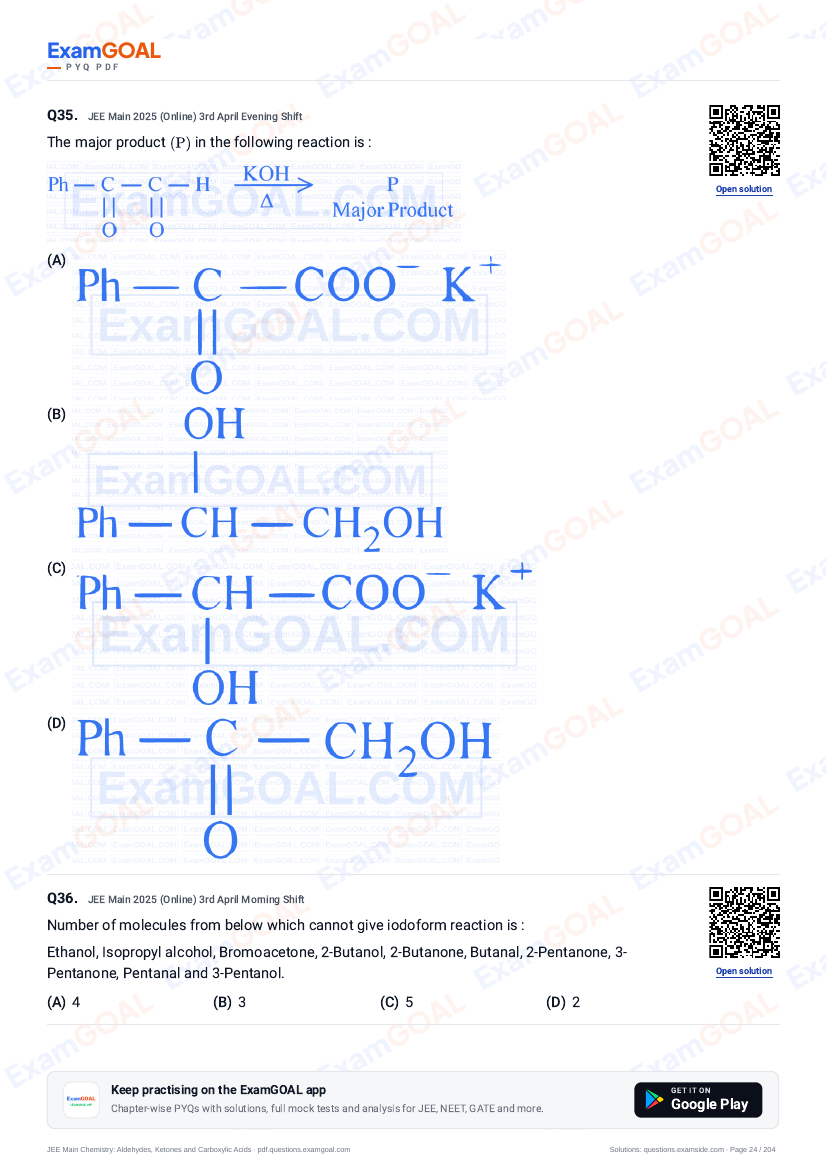 ExamGOAL
PYQ PDF
Q35. JEE Main 2025 (Online) 3rd April Evening Shift
The major product (P) in the following reaction is :
Open solution
Ph — C — C — H KOH P
|| || Δ Major Product
O O
(A)
Ph — C — COO⁻ K⁺
||
O
(B)
OH
|
Ph — CH — CH₂OH
(C)
Ph — CH — COO⁻ K⁺
|
OH
(D)
Ph — C — CH₂OH
||
O
ExamGOAL.COM
Q36. JEE Main 2025 (Online) 3rd April Morning Shift
Number of molecules from below which cannot give iodoform reaction is :
Ethanol, Isopropyl alcohol, Bromoacetone, 2-Butanol, 2-Butanone, Butanal, 2-Pentanone, 3-
Pentanone, Pentanal and 3-Pentanol.
Open solution
(A) 4 (B) 3 (C) 5 (D) 2
ExamGOAL
Keep practising on the ExamGOAL app
Chapter-wise PYQs with solutions, full mock tests and analysis for JEE, NEET, GATE and more.
GET IT ON
Google Play
JEE Main Chemistry: Aldehydes, Ketones and Carboxylic Acids · pdf.questions.examgoal.com
Solutions: questions.examside.com · Page 24 / 204